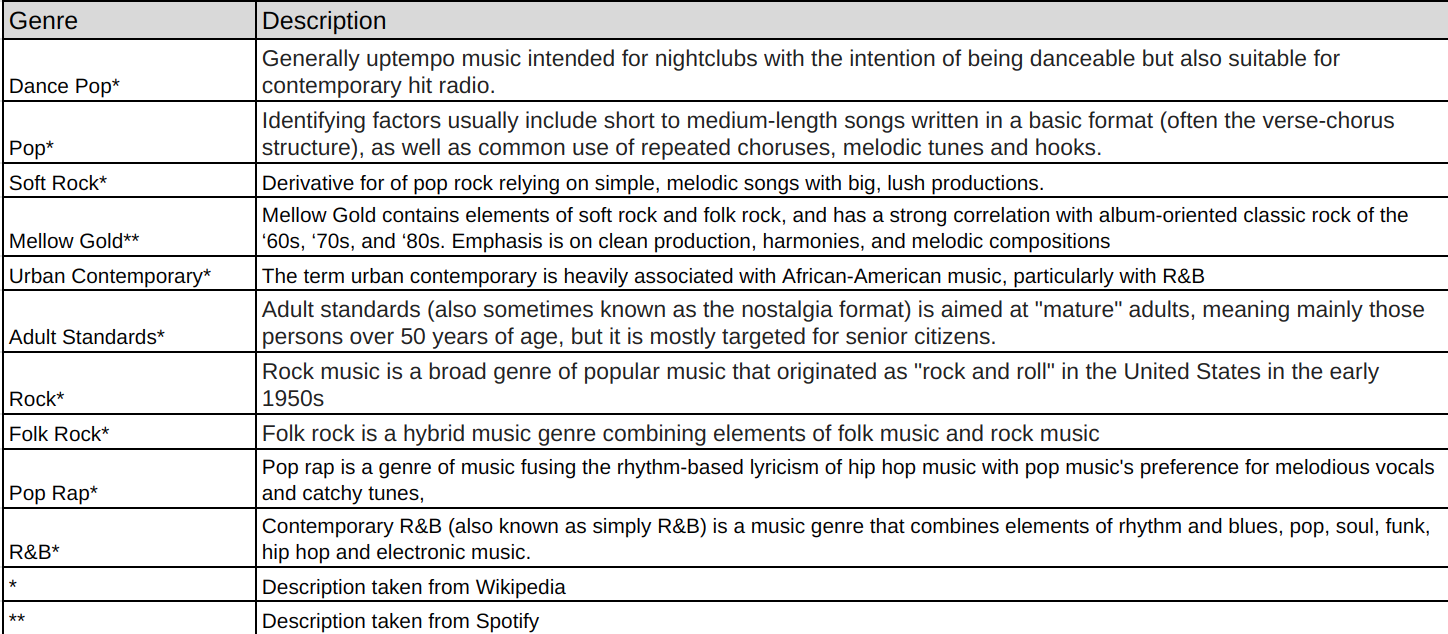 Genre Description
Generally uptempo music intended for nightclubs with the intention of being danceable but also suitable for
Dance Pop* contemporary hit radio.
Identifying factors usually include short to medium-length songs written in a basic format (often the verse-chorus
Pop* structure), as well as common use of repeated choruses, melodic tunes and hooks.
Soft Rock* Derivative for of pop rock relying on simple, melodic songs with big, lush productions.
Mellow Gold contains elements of soft rock and folk rock, and has a strong correlation with album-oriented classic rock of the
Mellow Gold** ‘60s, ‘70s, and ‘80s. Emphasis is on clean production, harmonies, and melodic compositions
Urban Contemporary* The term urban contemporary is heavily associated with African-American music, particularly with R&B
Adult standards (also sometimes known as the nostalgia format) is aimed at "mature" adults, meaning mainly those
Adult Standards* persons over 50 years of age, but it is mostly targeted for senior citizens.
Rock music is a broad genre of popular music that originated as "rock and roll" in the United States in the early
Rock* 1950s
Folk Rock* Folk rock is a hybrid music genre combining elements of folk music and rock music
Pop rap is a genre of music fusing the rhythm-based lyricism of hip hop music with pop music's preference for melodious vocals
Pop Rap* and catchy tunes,
Contemporary R&B (also known as simply R&B) is a music genre that combines elements of rhythm and blues, pop, soul, funk,
R&B* hip hop and electronic music.
* Description taken from Wikipedia
** Description taken from Spotify